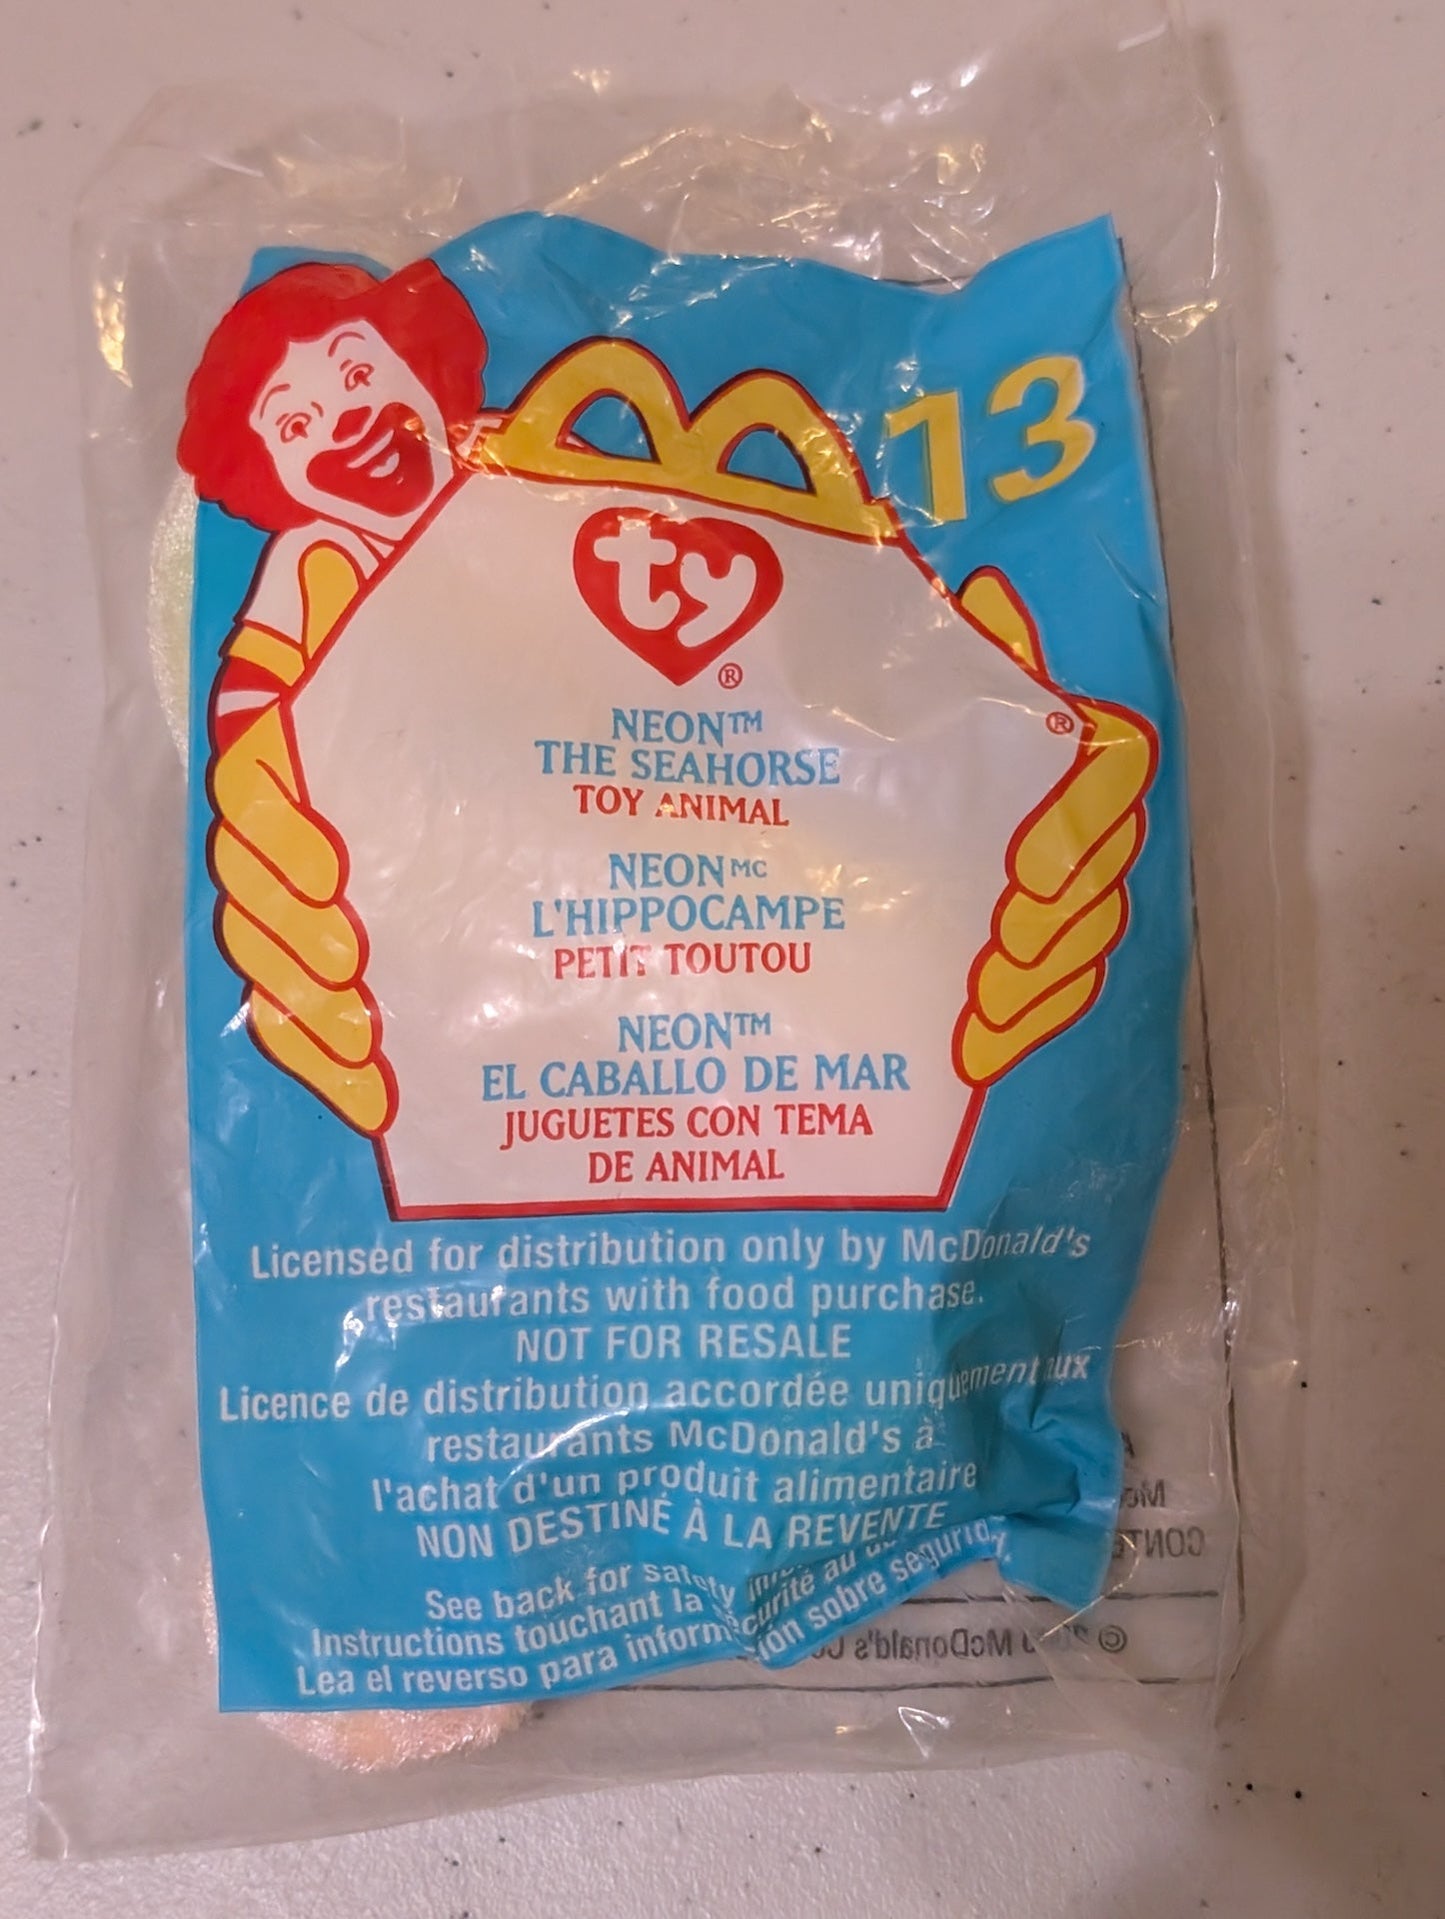 13
ty
®
NEON™
THE SEAHORSE
®
TOY ANIMAL
NEONMC
L'HIPPOCAMPE
PETIT TOUTOU
NEON™
EL CABALLO DE MAR
JUGUETES CON TEMA
DE ANIMAL
Licensed for distribution only by McDonald's
restaurants with food purchase.
NOT FOR RESALE
Licence de distribution accordée uniquement aux
restaurants McDonald's à
l'achat d'un produit alimentaire
NON DESTINÉ À LA REVENTE
See back for safety
Instructions touchant la sécurité au
Lea el reverso para información sobre seguridad
© McDonald's